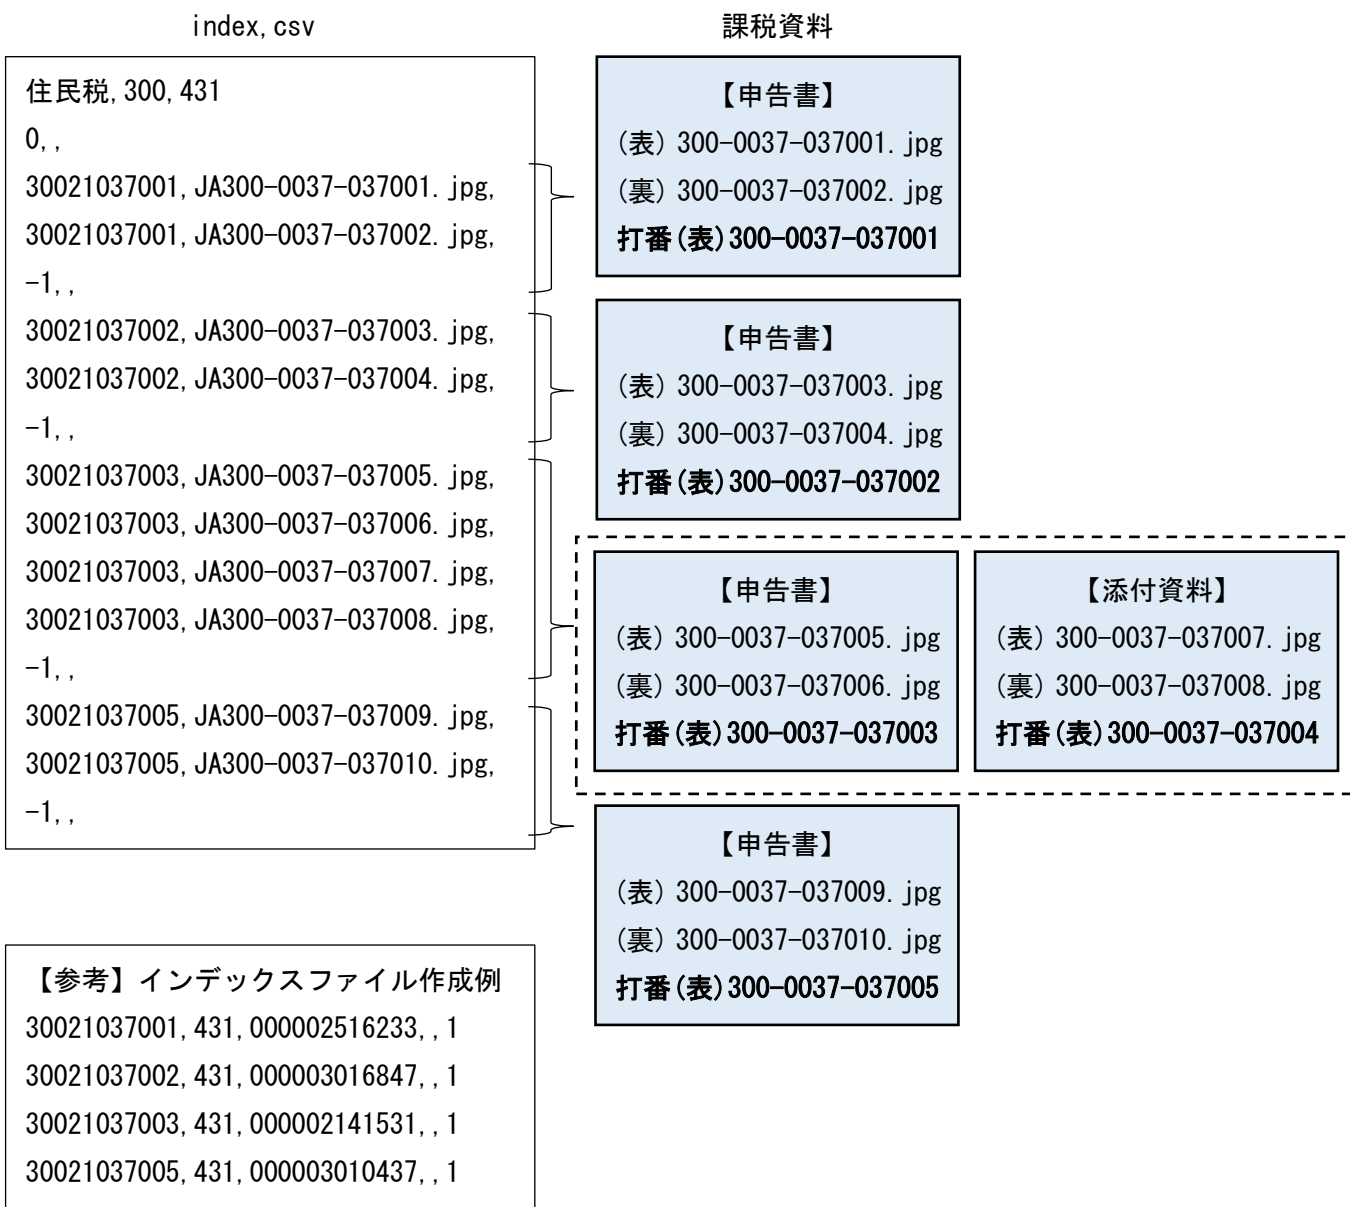 index,csv
住民税,300,431
0,,
30021037001,JA300-0037-037001.jpg,
30021037001,JA300-0037-037002.jpg,
-1,,
30021037002,JA300-0037-037003.jpg,
30021037002,JA300-0037-037004.jpg,
-1,,
30021037003,JA300-0037-037005.jpg,
30021037003,JA300-0037-037006.jpg,
30021037003,JA300-0037-037007.jpg,
30021037003,JA300-0037-037008.jpg,
-1,,
30021037005,JA300-0037-037009.jpg,
30021037005,JA300-0037-037010.jpg,
-1,,
課税資料
【申告書】
(表) 300-0037-037001.jpg
(裏) 300-0037-037002.jpg
打番(表)300-0037-037001
【申告書】
(表) 300-0037-037003.jpg
(裏) 300-0037-037004.jpg
打番(表)300-0037-037002
【申告書】
(表) 300-0037-037005.jpg
(裏) 300-0037-037006.jpg
打番(表)300-0037-037003
【添付資料】
(表) 300-0037-037007.jpg
(裏) 300-0037-037008.jpg
打番(表)300-0037-037004
【申告書】
(表) 300-0037-037009.jpg
(裏) 300-0037-037010.jpg
打番(表)300-0037-037005
【参考】インデックスファイル作成例
30021037001,431,000002516233,,1
30021037002,431,000003016847,,1
30021037003,431,000002141531,,1
30021037005,431,000003010437,,1